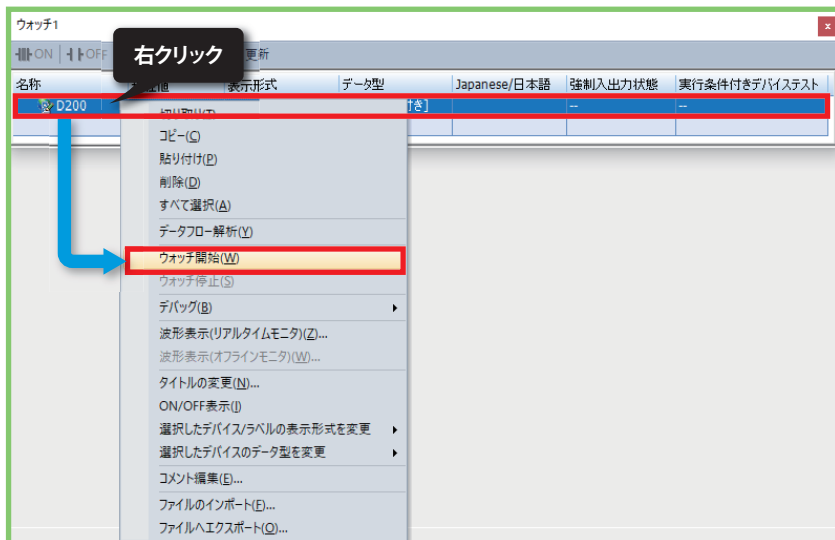 ウォッチ1
ON OFF 更新
右クリック
名称 表示形式 データ型 Japanese/日本語 強制入出力状態 実行条件付きデバイステスト
D200 付き] -- --
コピー(C)
貼り付け(P)
削除(D)
すべて選択(A)
データフロー解析(Y)
ウォッチ開始(W)
ウォッチ停止(S)
デバッグ(B)
波形表示(リアルタイムモニタ)(Z)...
波形表示(オフラインモニタ)(W)...
タイトルの変更(N)...
ON/OFF表示(J)
選択したデバイス/ラベルの表示形式を変更
選択したデバイスのデータ型を変更
コメント編集(E)...
ファイルのインポート(F)...
ファイルへエクスポート(O)...